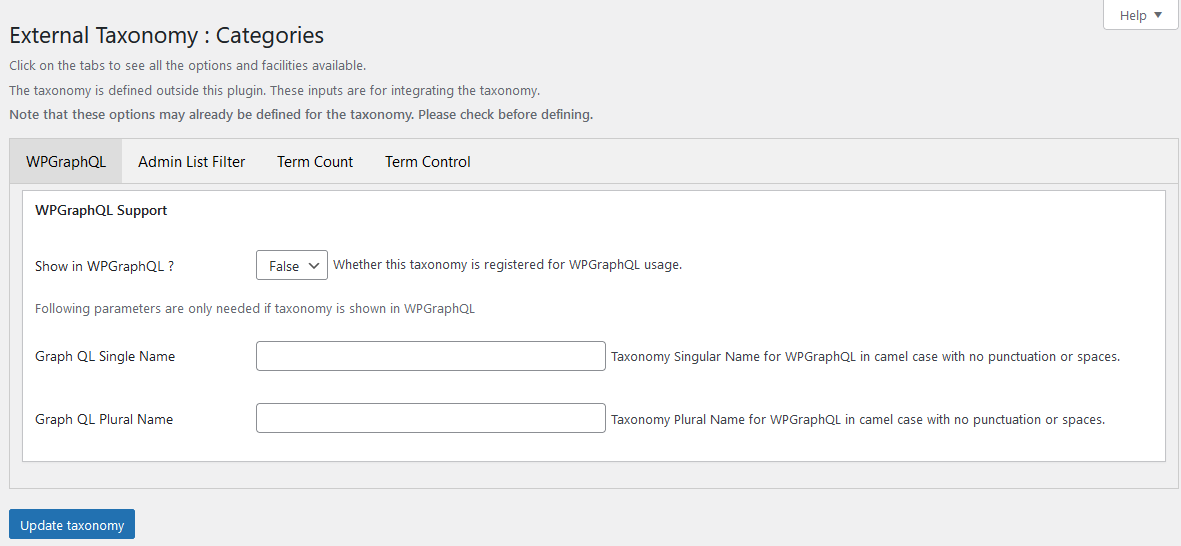 Help
External Taxonomy : Categories
Click on the tabs to see all the options and facilities available.
The taxonomy is defined outside this plugin. These inputs are for integrating the taxonomy.
Note that these options may already be defined for the taxonomy. Please check before defining.
WPGraphQL Admin List Filter Term Count Term Control
WPGraphQL Support
Show in WPGraphQL ? False Whether this taxonomy is registered for WPGraphQL usage.
Following parameters are only needed if taxonomy is shown in WPGraphQL
Graph QL Single Name Taxonomy Singular Name for WPGraphQL in camel case with no punctuation or spaces.
Graph QL Plural Name Taxonomy Plural Name for WPGraphQL in camel case with no punctuation or spaces.
Update taxonomy